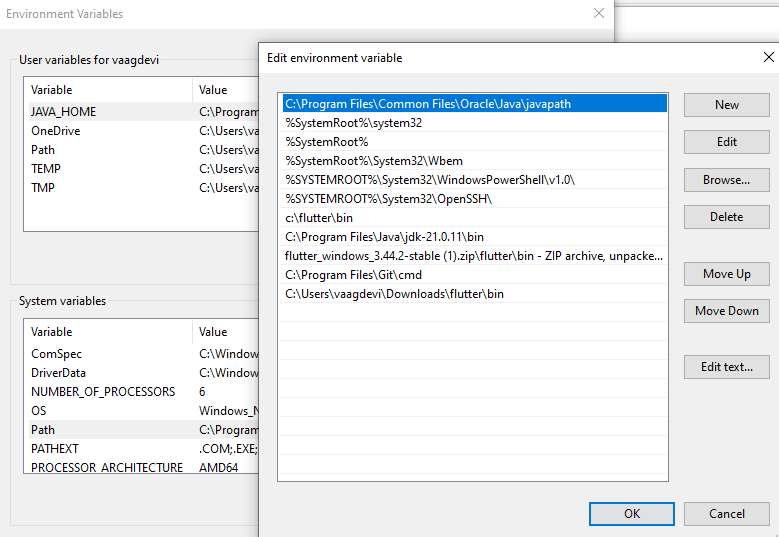 Environment Variables
User variables for vaagdevi
Variable Value
JAVA_HOME C:\Program
OneDrive C:\Users\va
Path C:\Users\va
TEMP C:\Users\va
TMP C:\Users\va
System variables
Variable Value
ComSpec C:\Window
DriverData C:\Window
NUMBER_OF_PROCESSORS 6
OS Windows_N
Path C:\Program
PATHEXT .COM;.EXE;
PROCESSOR_ARCHITECTURE AMD64
Edit environment variable
C:\Program Files\Common Files\Oracle\Java\javapath
%SystemRoot%\system32
%SystemRoot%
%SystemRoot%\System32\Wbem
%SYSTEMROOT%\System32\WindowsPowerShell\v1.0\
%SYSTEMROOT%\System32\OpenSSH\
c:\flutter\bin
C:\Program Files\Java\jdk-21.0.11\bin
flutter_windows_3.44.2-stable (1).zip\flutter\bin - ZIP archive, unpacke...
C:\Program Files\Git\cmd
C:\Users\vaagdevi\Downloads\flutter\bin
New
Edit
Browse...
Delete
Move Up
Move Down
Edit text...
OK
Cancel